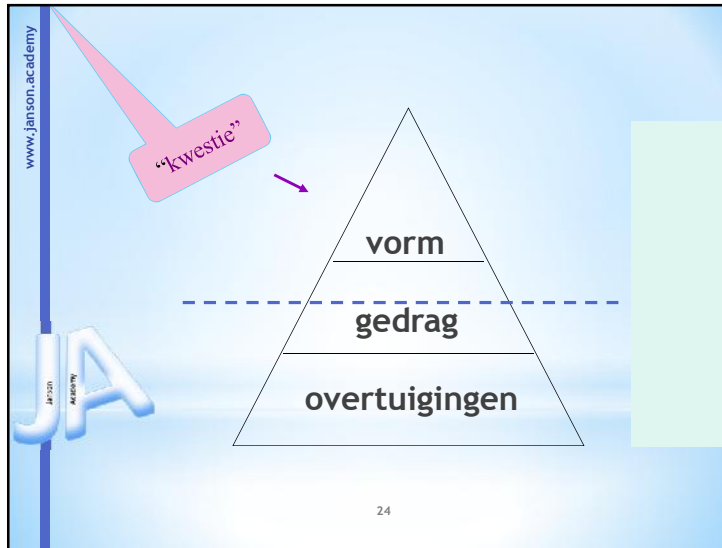 www.janson.academy
“kwestie”
vorm
gedrag
overtuigingen
JA
Janson
Academy
24